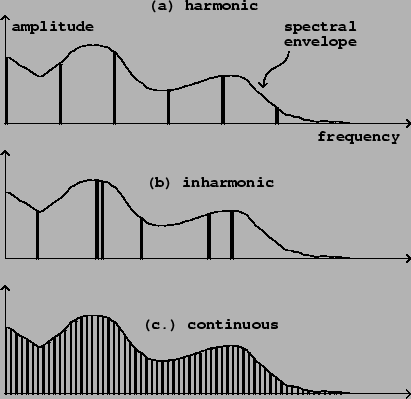 (a) harmonic
amplitude
spectral
envelope
frequency
(b) inharmonic
(c.) continuous